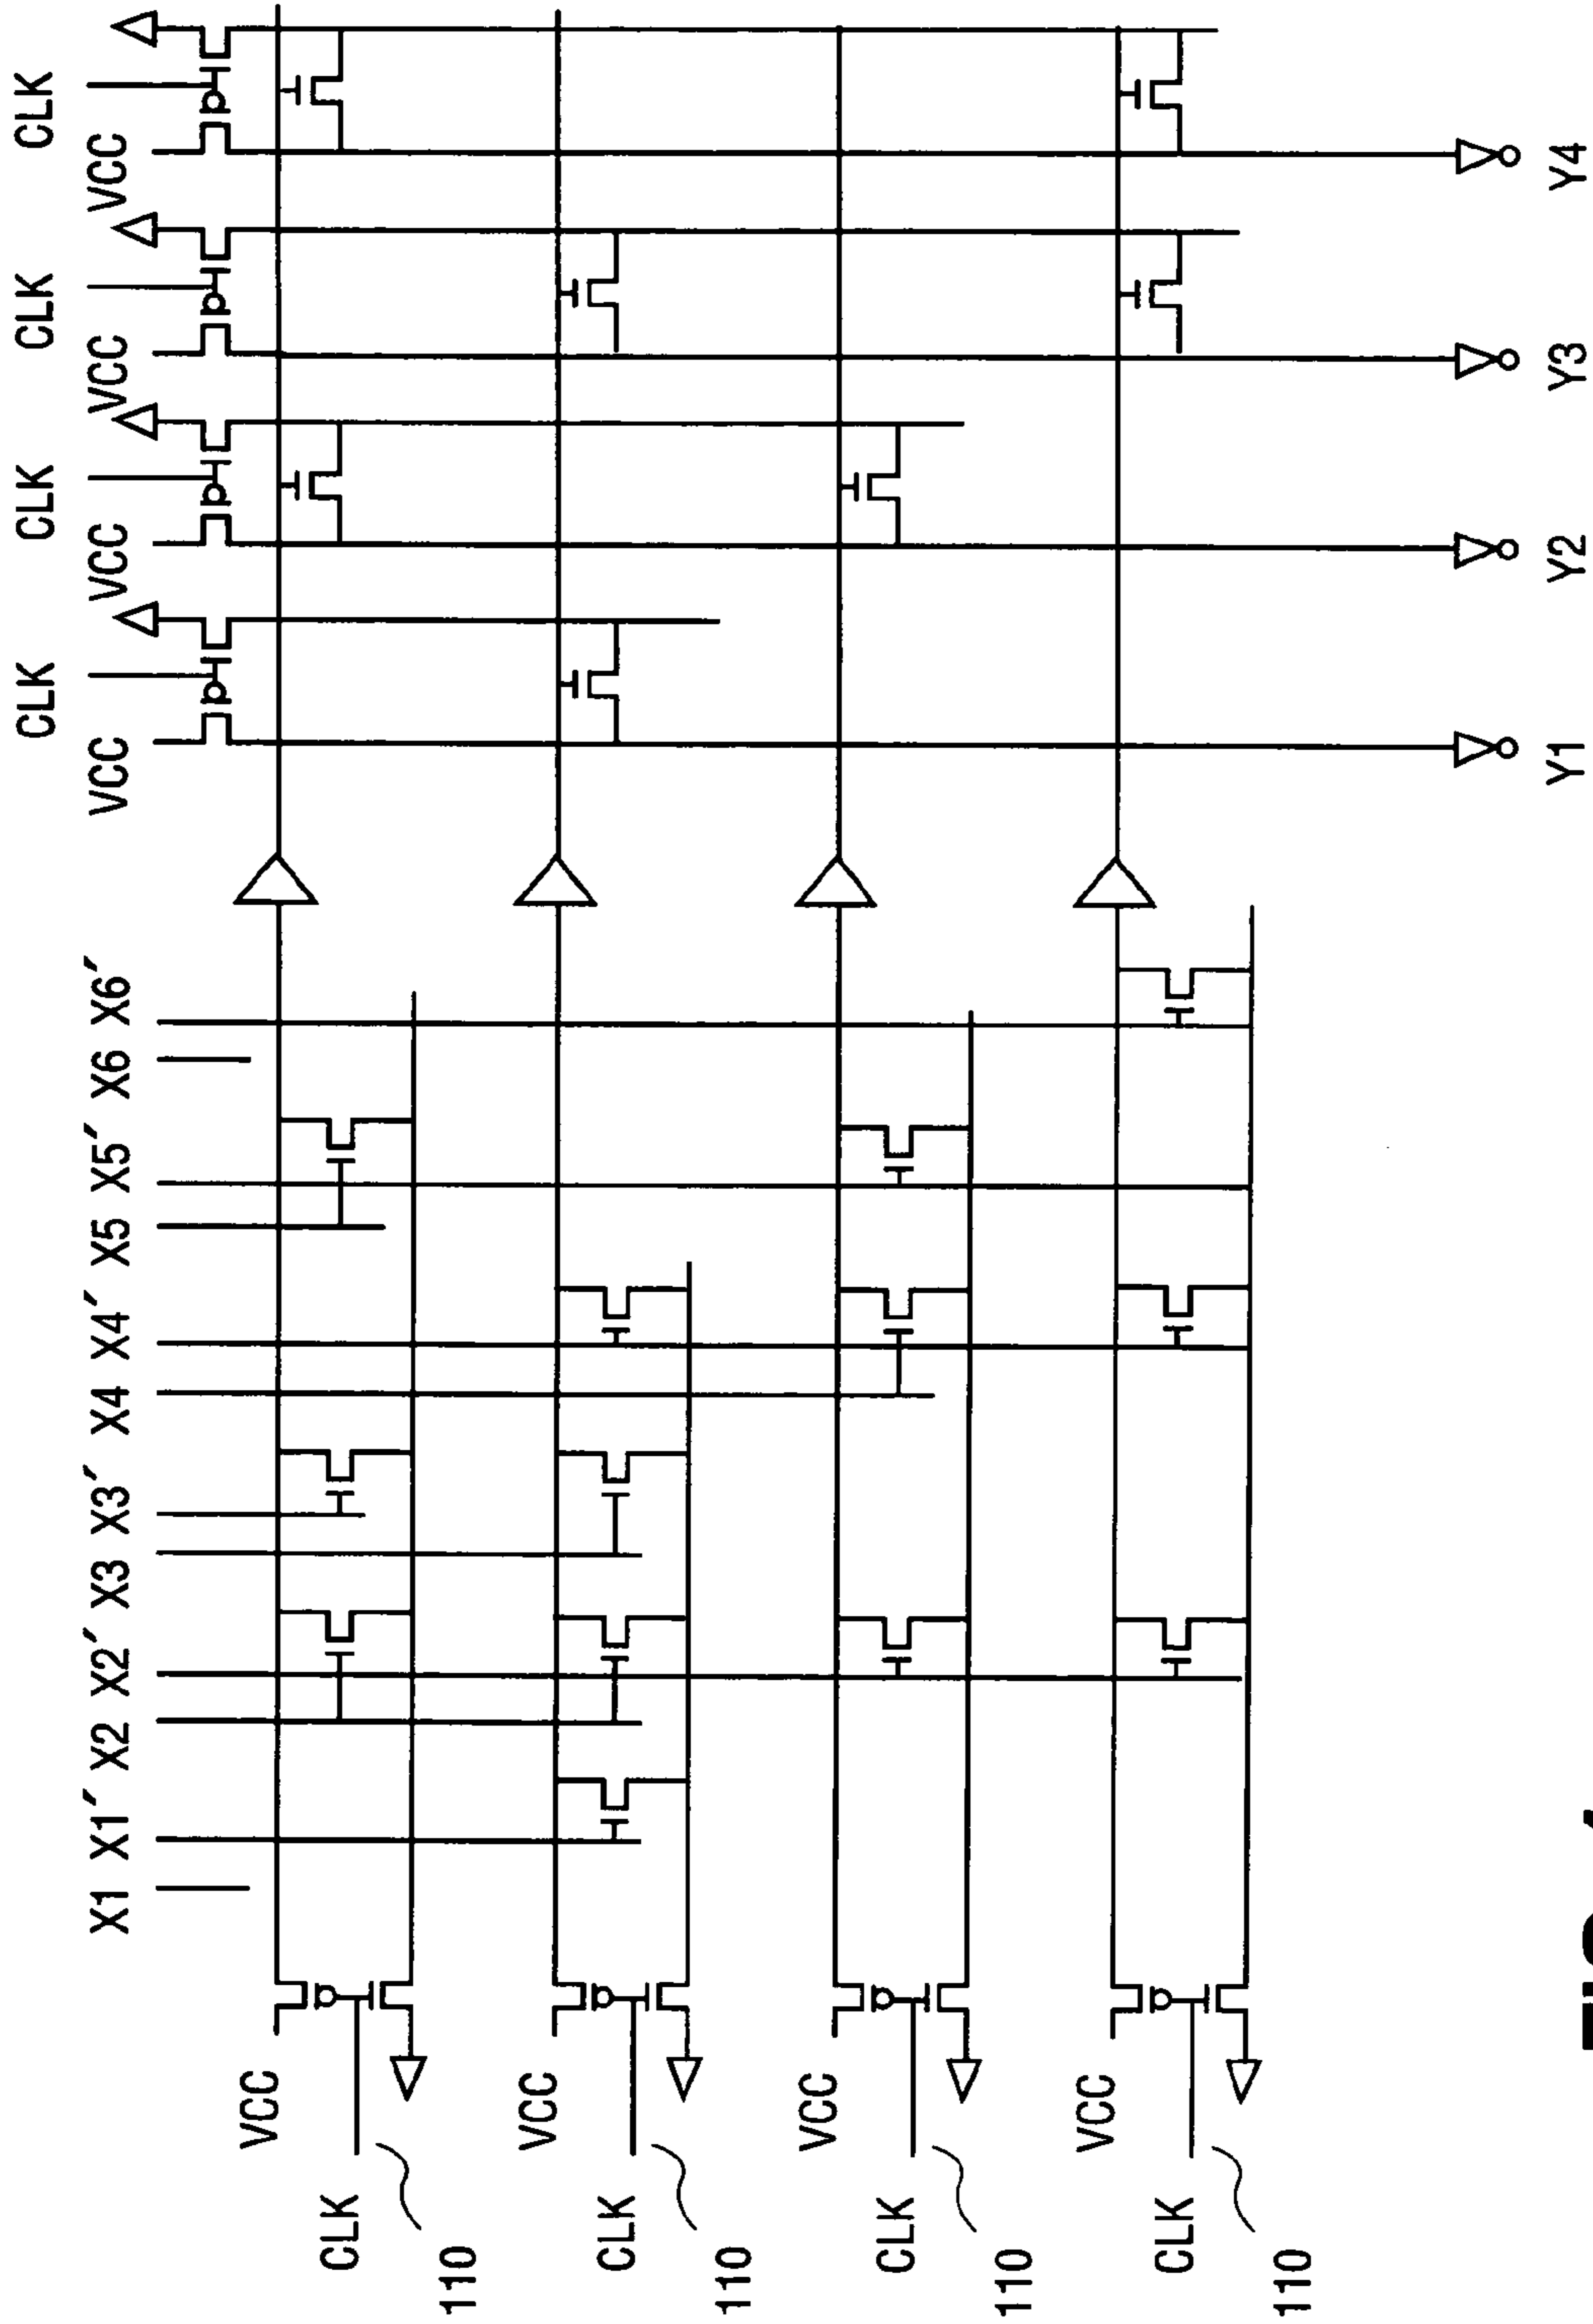 CLK CLK CLK CLK
X1 X1′ X2 X2′ X3 X3′ X4 X4′ X5 X5′ X6 X6′ VCC VCC VCC VCC
VCC
CLK
110
VCC
CLK
110
VCC
CLK
110
VCC
CLK
110
Y1 Y2 Y3 Y4